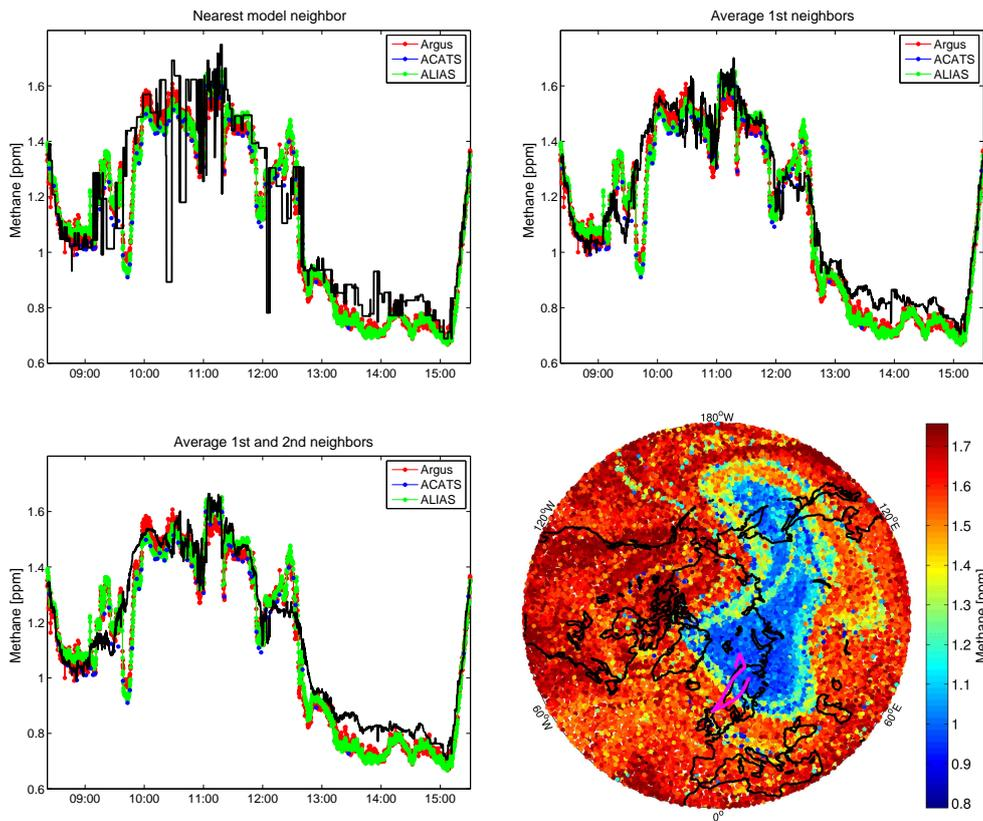 Nearest model neighbor
Argus
ACATS
ALIAS
Methane [ppm]
1.6
1.4
1.2
1
0.8
0.6
09:00 10:00 11:00 12:00 13:00 14:00 15:00
Average 1st neighbors
Argus
ACATS
ALIAS
Methane [ppm]
1.6
1.4
1.2
1
0.8
0.6
09:00 10:00 11:00 12:00 13:00 14:00 15:00
Average 1st and 2nd neighbors
Argus
ACATS
ALIAS
Methane [ppm]
1.6
1.4
1.2
1
0.8
0.6
09:00 10:00 11:00 12:00 13:00 14:00 15:00
180°W
120°W
120°E
60°W
60°E
0°
1.7
1.6
1.5
1.4
1.3
1.2
1.1
1
0.9
0.8
Methane [ppm]